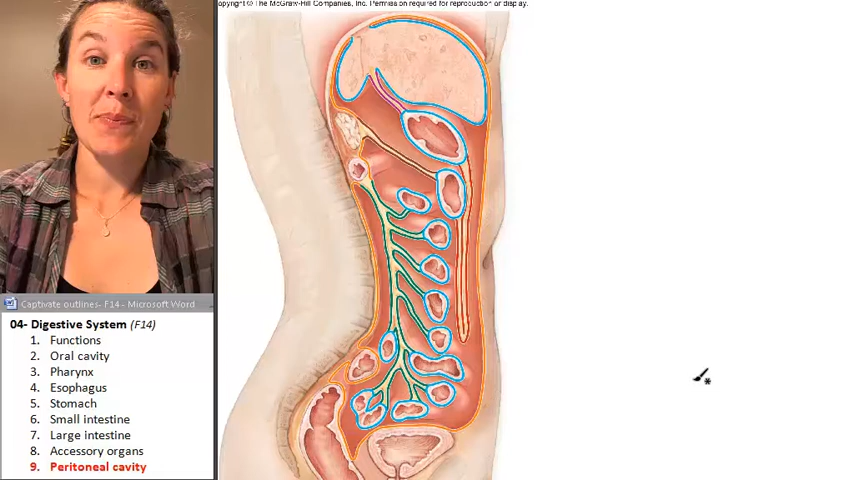 opyright © The McGraw-Hill Companies, Inc. Permission required for reproduction or display.
Captivate outlines- F14 - Microsoft Word
04- Digestive System (F14)
1. Functions
2. Oral cavity
3. Pharynx
4. Esophagus
5. Stomach
6. Small intestine
7. Large intestine
8. Accessory organs
9. Peritoneal cavity